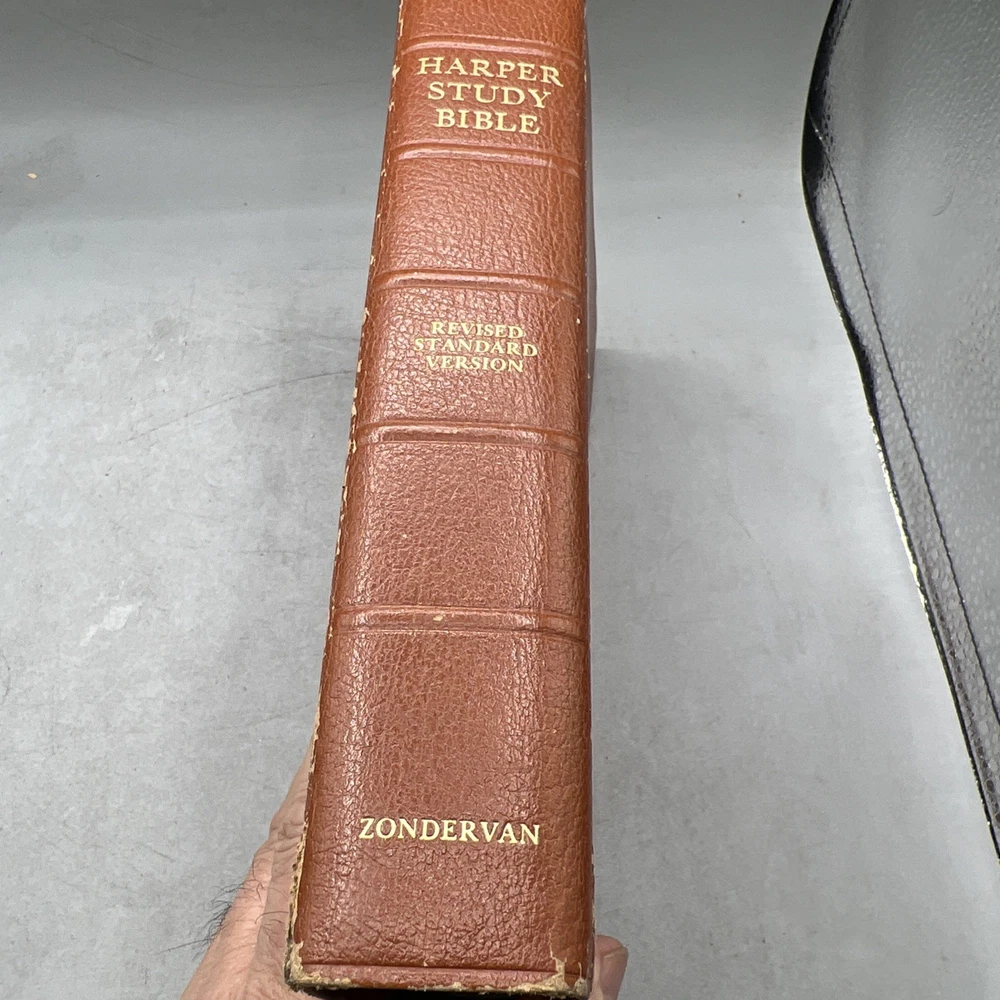 HARPER
STUDY
BIBLE
REVISED
STANDARD
VERSION
ZONDERVAN